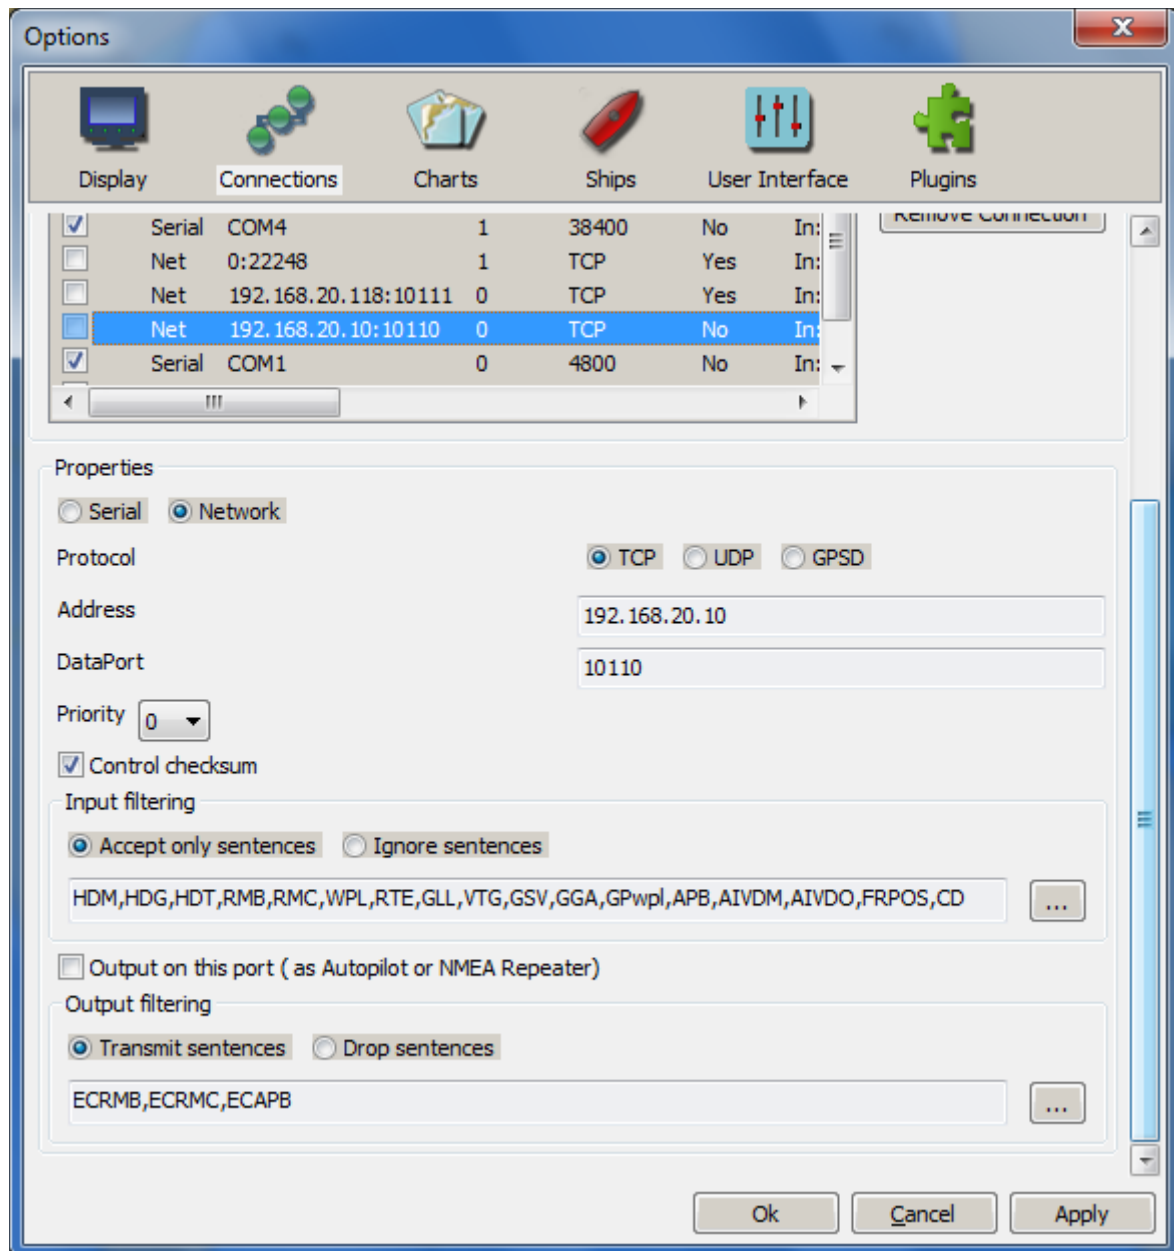 Options
Display Connections Charts Ships User Interface Plugins
Remove Connection
Serial COM4 1 38400 No In:
Net 0:22248 1 TCP Yes In:
Net 192.168.20.118:10111 0 TCP Yes In:
Net 192.168.20.10:10110 0 TCP No In:
Serial COM1 0 4800 No In:
Properties
Serial Network
Protocol TCP UDP GPSD
Address 192.168.20.10
DataPort 10110
Priority 0
Control checksum
Input filtering
Accept only sentences Ignore sentences
HDM,HDG,HDT,RMB,RMC,WPL,RTE,GLL,VTG,GSV,GGA,GPwpl,APB,AIVDM,AIVDO,FRPOS,CD
...
Output on this port ( as Autopilot or NMEA Repeater)
Output filtering
Transmit sentences Drop sentences
ECRMB,ECRMC,ECAPB
...
Ok Cancel Apply